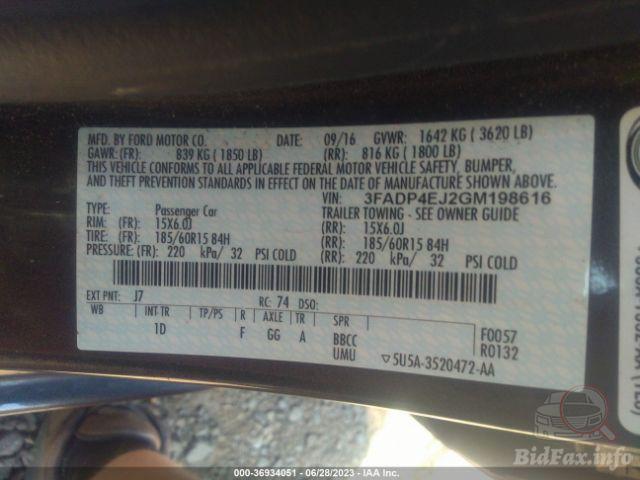 MFD. BY FORD MOTOR CO. DATE: 09/16 GVWR: 1642 KG ( 3620 LB)
GAWR: (FR): 839 KG ( 1850 LB) (RR): 816 KG ( 1800 LB)
THIS VEHICLE CONFORMS TO ALL APPLICABLE FEDERAL MOTOR VEHICLE SAFETY, BUMPER,
AND THEFT PREVENTION STANDARDS IN EFFECT ON THE DATE OF MANUFACTURE SHOWN ABOVE.
VIN: 3FADP4EJ2GM198616
TYPE: Passenger Car TRAILER TOWING - SEE OWNER GUIDE
RIM: (FR): 15X6.0J (RR): 15X6.0J
TIRE: (FR): 185/60R15 84H (RR): 185/60R15 84H
PRESSURE: (FR): 220 kPa/ 32 PSI COLD (RR): 220 kPa/ 32 PSI COLD
EXT PNT: J7 RC: 74 DSO:
WB INT TR TP/PS R AXLE TR SPR
1D F GG A BBCC F0057
UMU R0132
▽5U5A-3520472-AA
BidFax.info
000-36934051 | 06/28/2023 | IAA Inc.